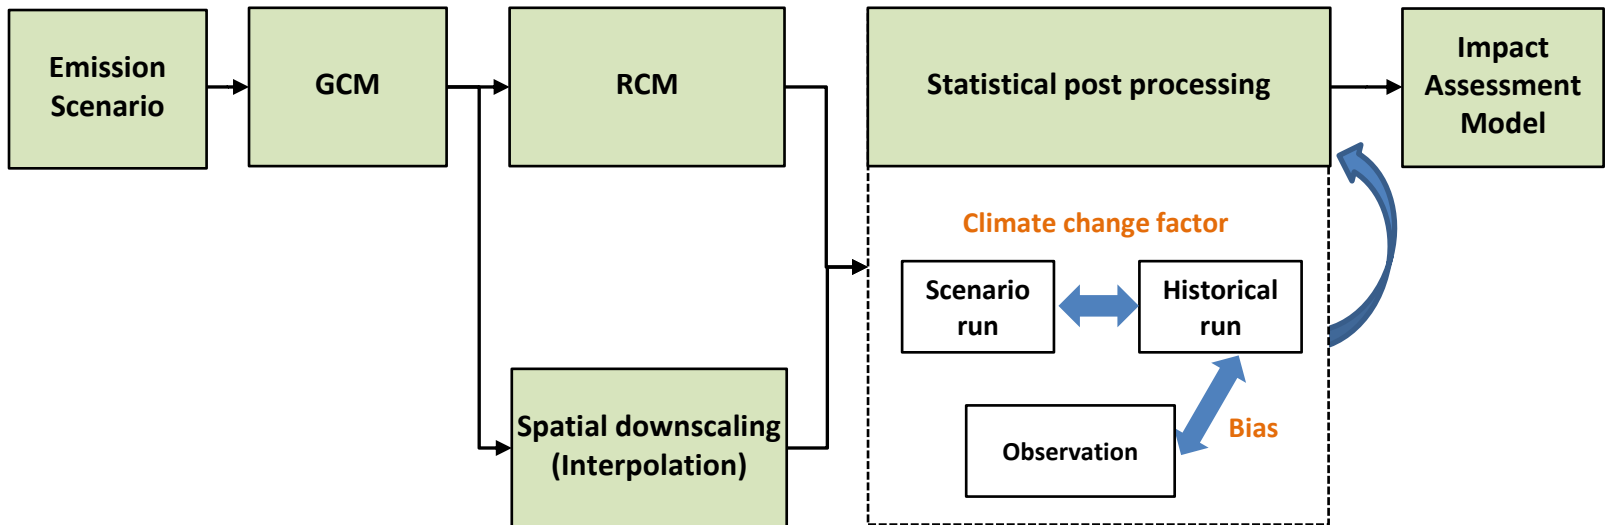 Emission
Scenario
GCM
RCM
Statistical post processing
Impact
Assessment
Model
Climate change factor
Scenario
run
Historical
run
Spatial downscaling
(Interpolation)
Observation
Bias